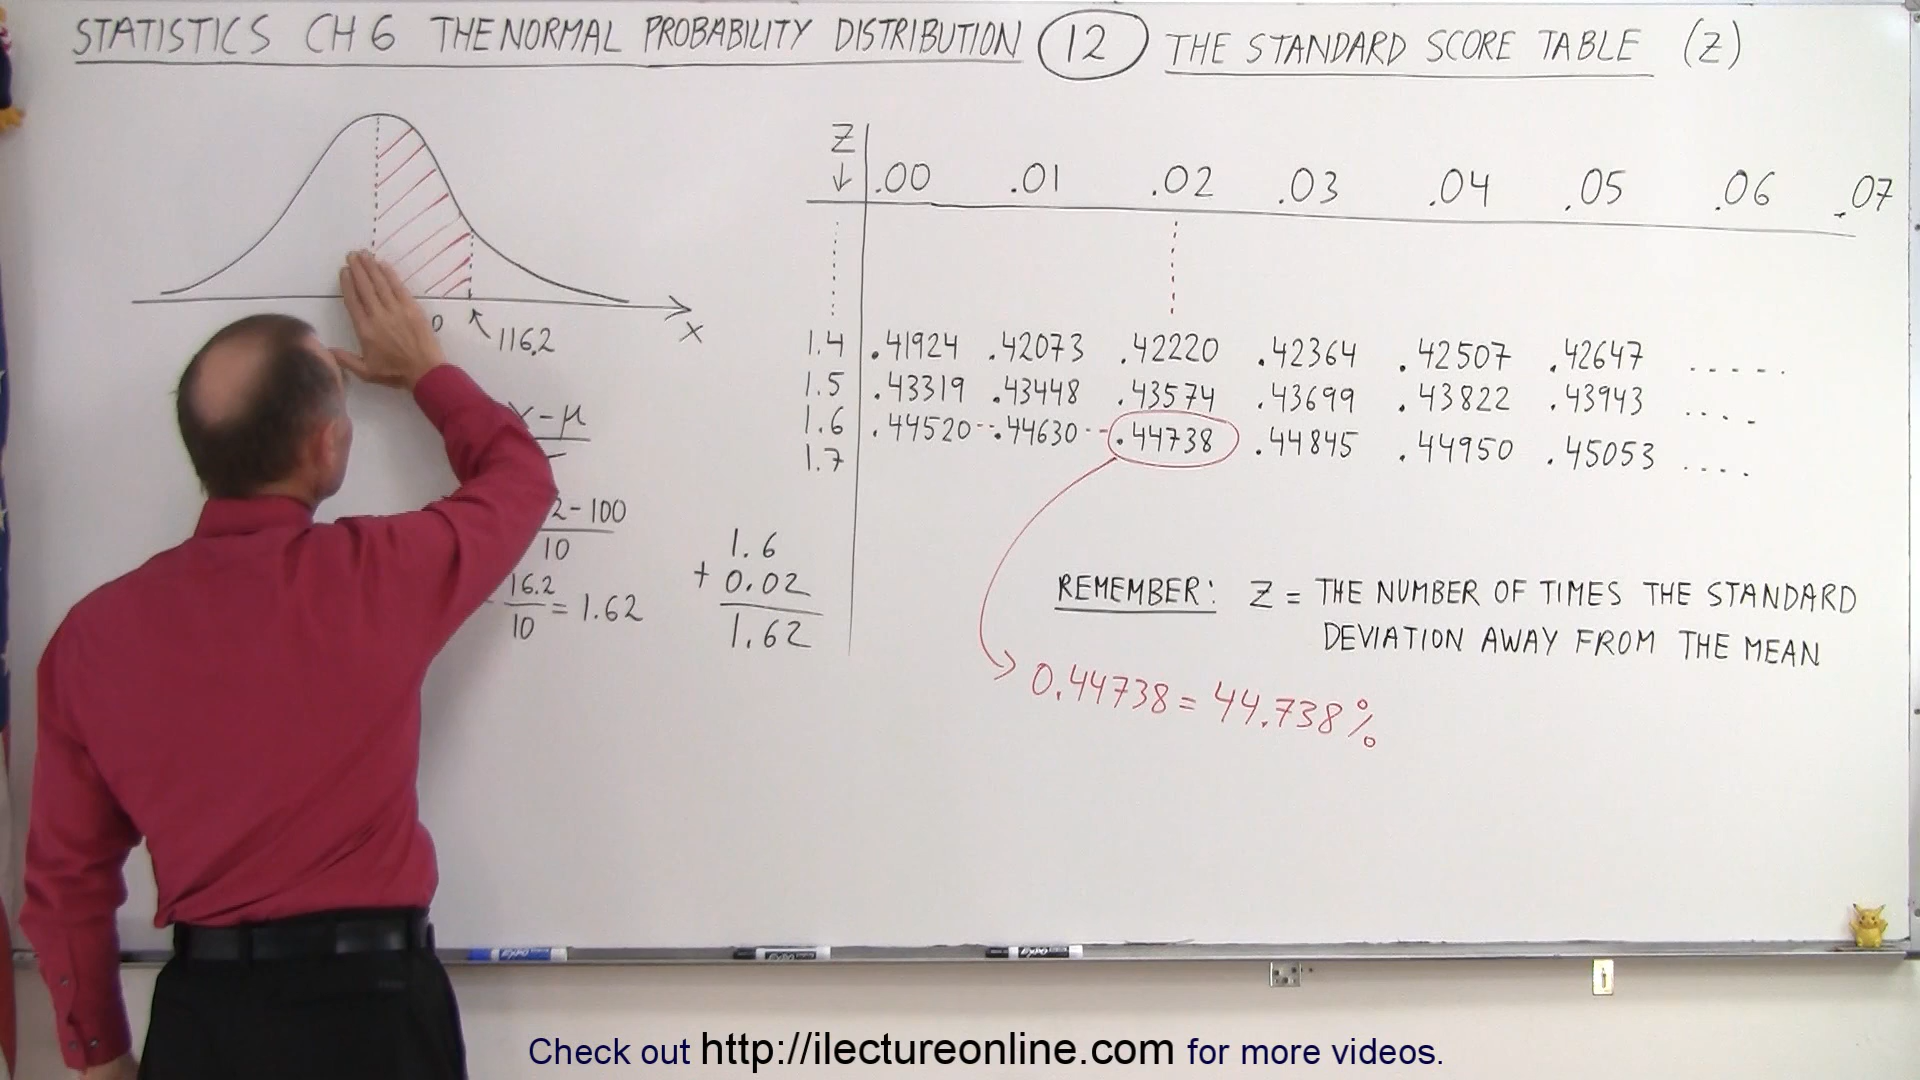 STATISTICS CH 6 THE NORMAL PROBABILITY DISTRIBUTION 12 THE STANDARD SCORE TABLE (Z)
Z
↓ .00 .01 .02 .03 .04 .05 .06 .07
1.4 .41924 .42073 .42220 .42364 .42507 .42647 .....
1.5 .43319 .43448 .43574 .43699 .43822 .43943 ....
1.6 .44520 .44630 .44738 .44845 .44950 .45053 ....
1.7
0 116.2 X
X-μ
2-100
10
16.2
10
= 1.62
1.6
+ 0.02
1.62
REMEMBER: Z = THE NUMBER OF TIMES THE STANDARD
DEVIATION AWAY FROM THE MEAN
0.44738 = 44.738%
Check out http://ilectureonline.com for more videos.